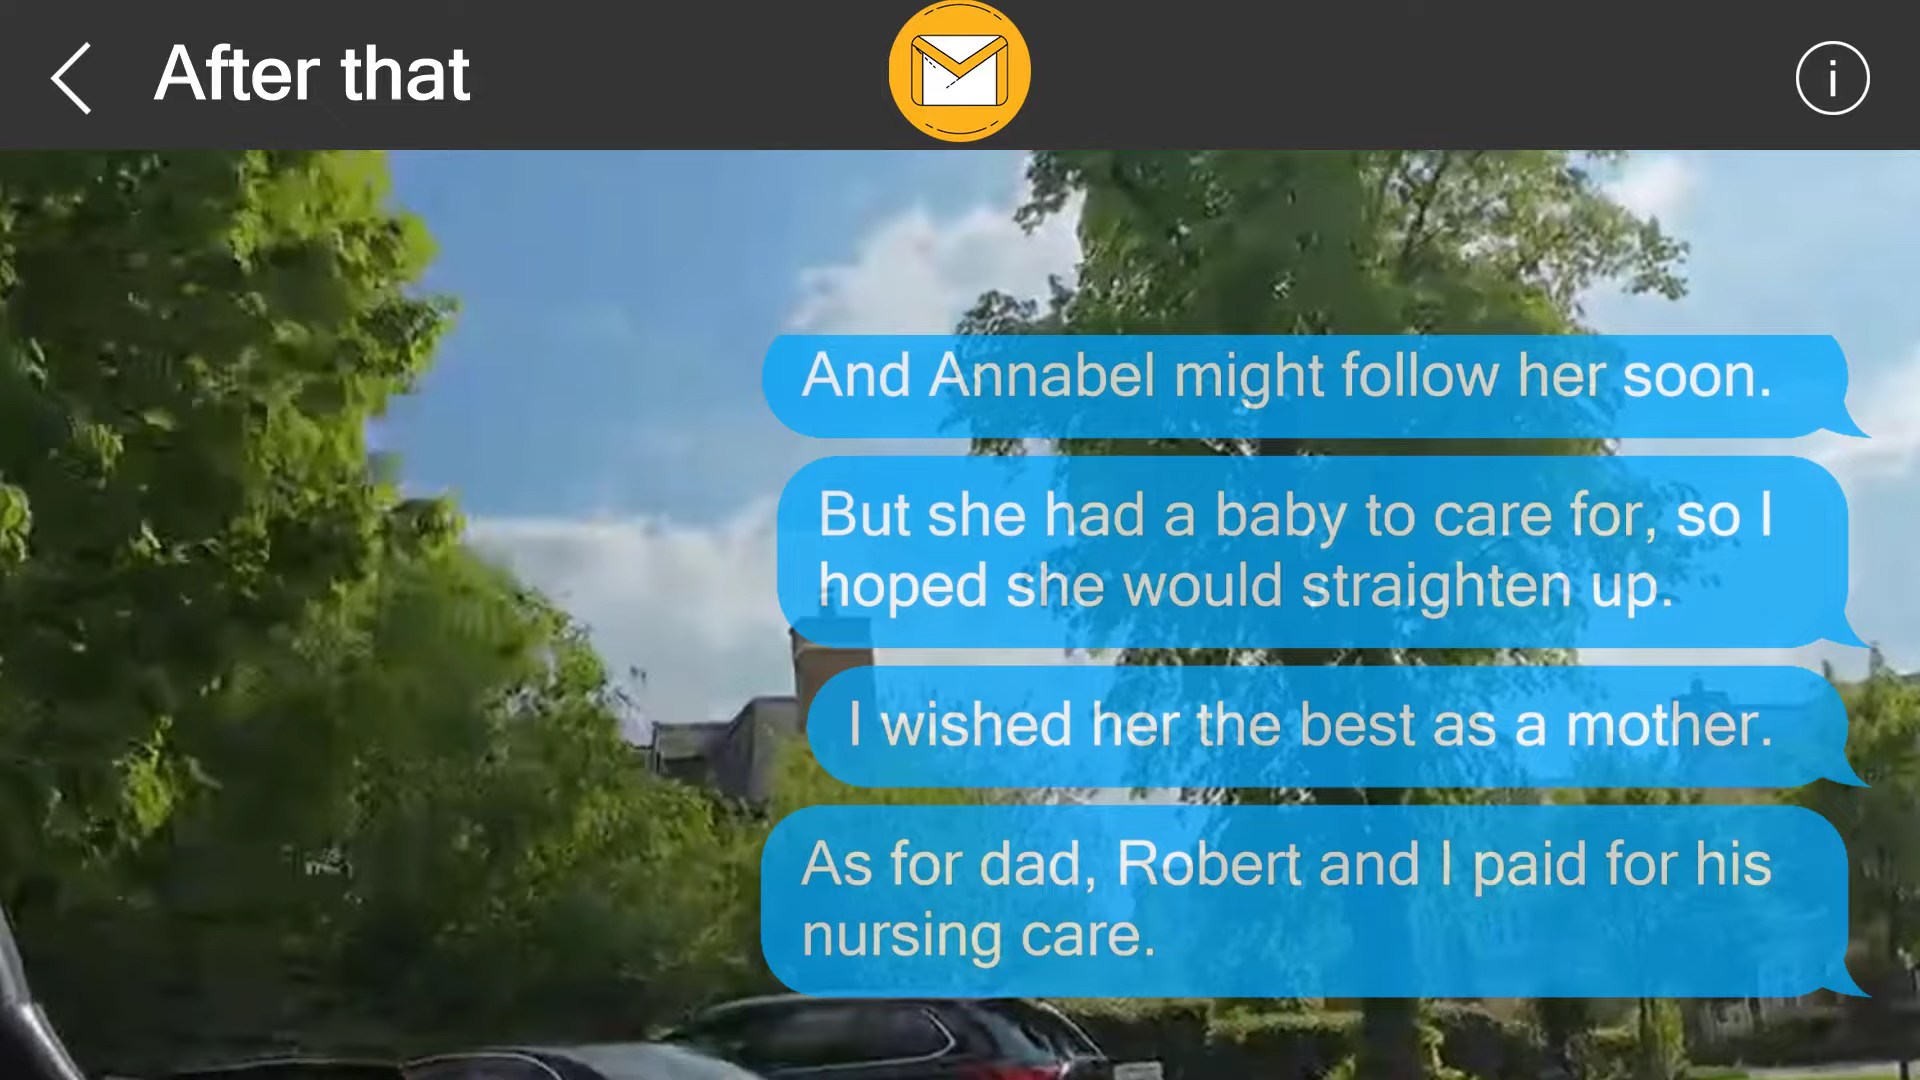 After that
And Annabel might follow her soon.
But she had a baby to care for, so I
hoped she would straighten up.
I wished her the best as a mother.
As for dad, Robert and I paid for his
nursing care.